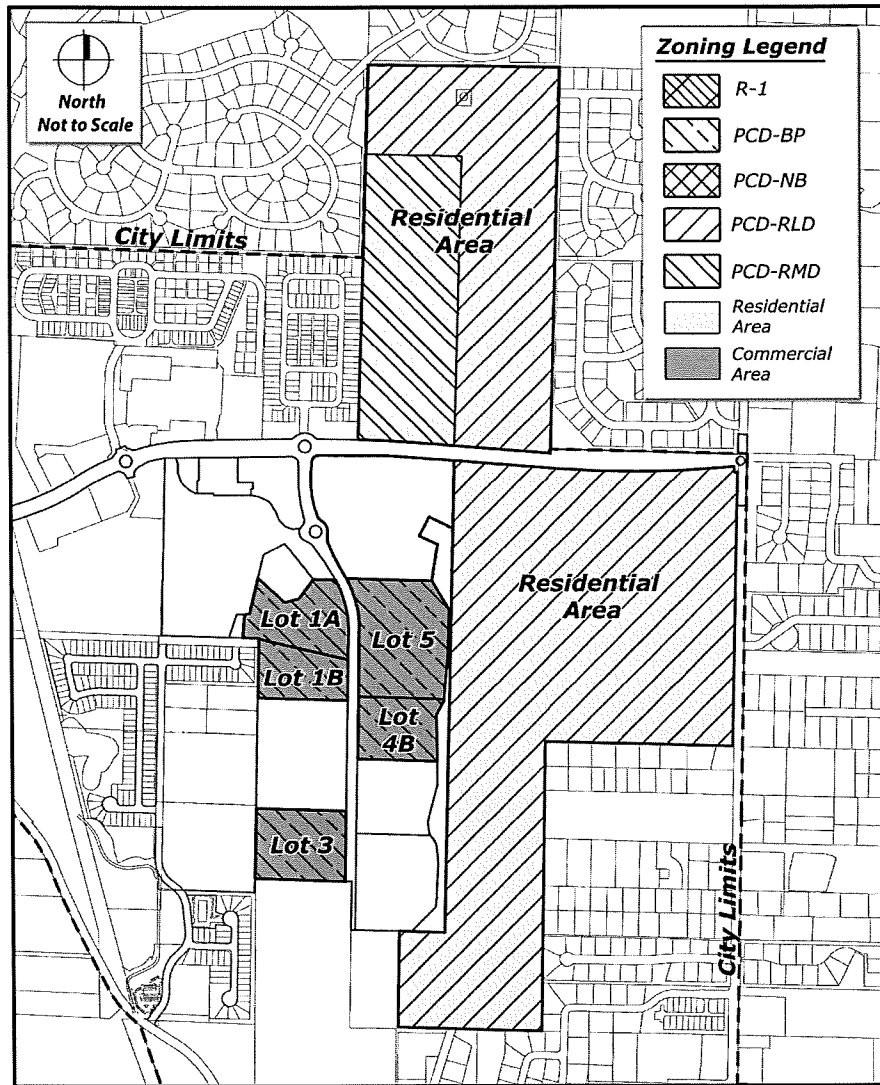 North
Not to Scale
Zoning Legend
R-1
PCD-BP
PCD-NB
PCD-RLD
PCD-RMD
Residential
Area
Commercial
Area
Residential
Area
City Limits
Residential
Area
Lot 1A
Lot 5
Lot 1B
Lot
4B
Lot 3
City Limits